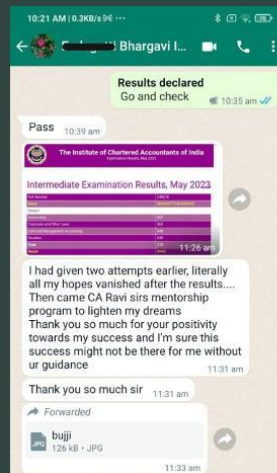 10:21 AM | 0.3KB/s
Bhargavi I...
Results declared
Go and check
10:35 am
Pass 10:39 am
The Institute of Chartered Accountants of India
Intermediate Examination Results, May 2023
11:26 am
I had given two attempts earlier, literally
all my hopes vanished after the results....
Then came CA Ravi sirs mentorship
program to lighten my dreams
Thank you so much for your positivity
towards my success and I'm sure this
success might not be there for me without
ur guidance
11:31 am
Thank you so much sir 11:31 am
Forwarded
bujji
JPG
126 kB • JPG
11:33 am